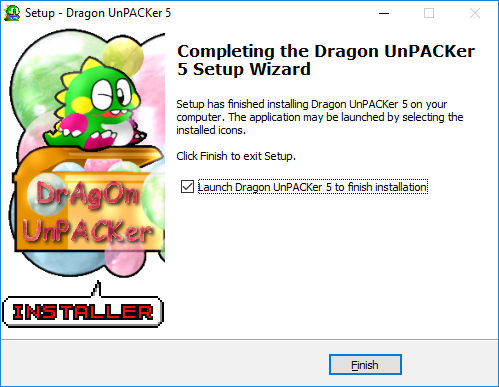 Setup - Dragon UnPACKer 5
Completing the Dragon UnPACKer
5 Setup Wizard
Setup has finished installing Dragon UnPACKer 5 on your
computer. The application may be launched by selecting the
installed icons.
Click Finish to exit Setup.
Launch Dragon UnPACKer 5 to finish installation
DrAgOn
UnPACKer
INSTALLER
Finish